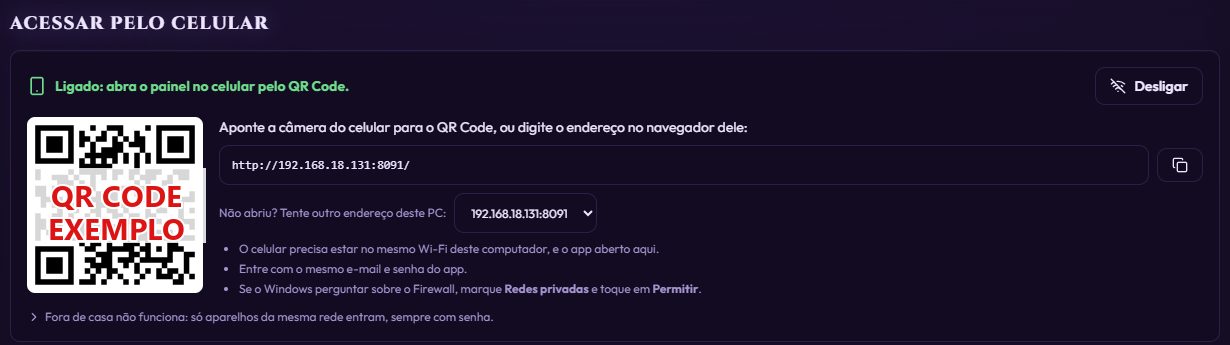 ACESSAR PELO CELULAR
Ligado: abra o painel no celular pelo QR Code.
Desligar
QR CODE
EXEMPLO
Aponte a câmera do celular para o QR Code, ou digite o endereço no navegador dele:
http://192.168.18.131:8091/
Não abriu? Tente outro endereço deste PC:
192.168.18.131:8091
• O celular precisa estar no mesmo Wi-Fi deste computador, e o app aberto aqui.
• Entre com o mesmo e-mail e senha do app.
• Se o Windows perguntar sobre o Firewall, marque Redes privadas e toque em Permitir.
Fora de casa não funciona: só aparelhos da mesma rede entram, sempre com senha.